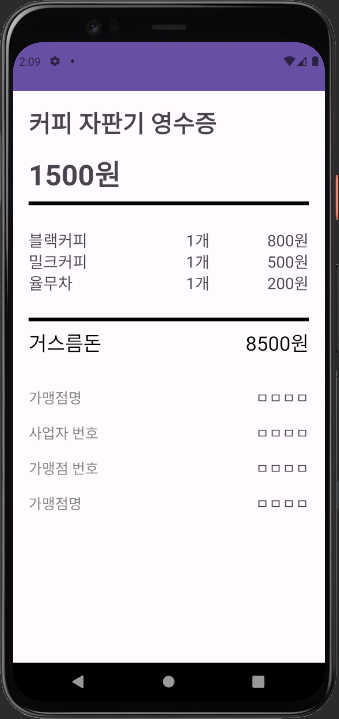 2:09
커피 자판기 영수증
1500원
블랙커피 1개 800원
밀크커피 1개 500원
율무차 1개 200원
거스름돈 8500원
가맹점명 ㅁㅁㅁㅁ
사업자 번호 ㅁㅁㅁㅁ
가맹점 번호 ㅁㅁㅁㅁ
가맹점명 ㅁㅁㅁㅁ